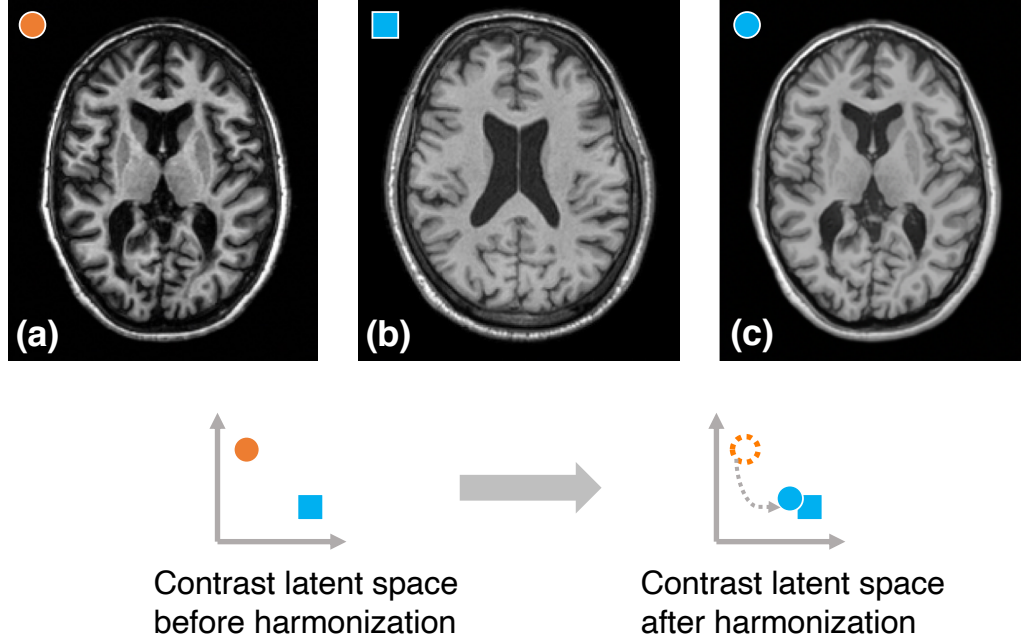 (a)
(b)
(c)
Contrast latent space
before harmonization
Contrast latent space
after harmonization